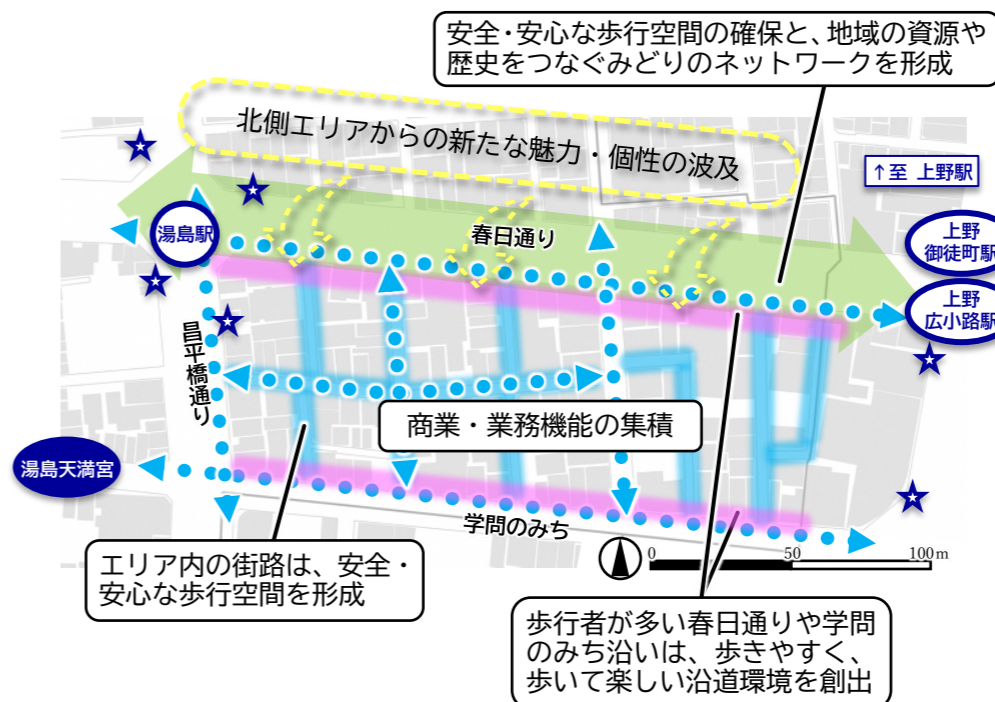 安全・安心な歩行空間の確保と、地域の資源や
歴史をつなぐみどりのネットワークを形成
北側エリアからの新たな魅力・個性の波及
↑至 上野駅
湯島駅
春日通り
上野
御徒町駅
上野
広小路駅
昌平橋通り
商業・業務機能の集積
湯島天満宮
学問のみち
エリア内の街路は、安全・
安心な歩行空間を形成
0 50 100m
歩行者が多い春日通りや学問
のみち沿いは、歩きやすく、
歩いて楽しい沿道環境を創出